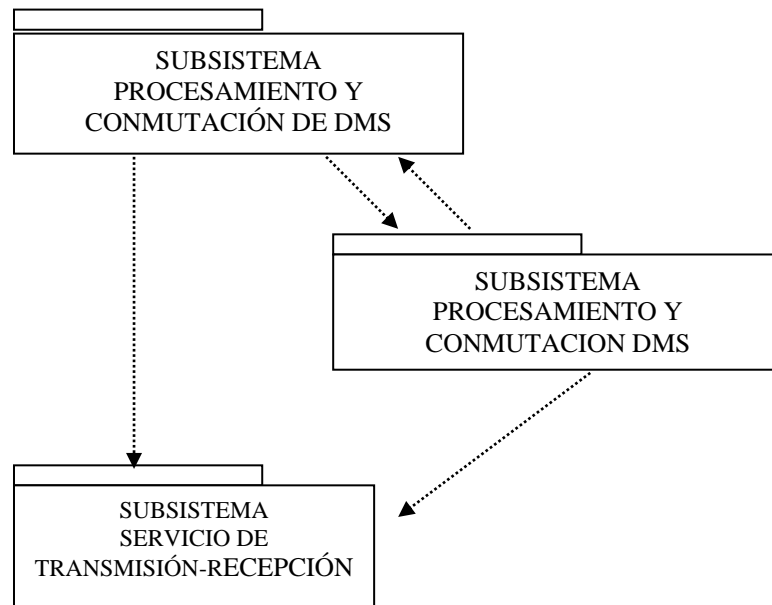 SUBSISTEMA
PROCESAMIENTO Y
CONMUTACIÓN DE DMS
SUBSISTEMA
PROCESAMIENTO Y
CONMUTACION DMS
SUBSISTEMA
SERVICIO DE
TRANSMISIÓN-RECEPCIÓN